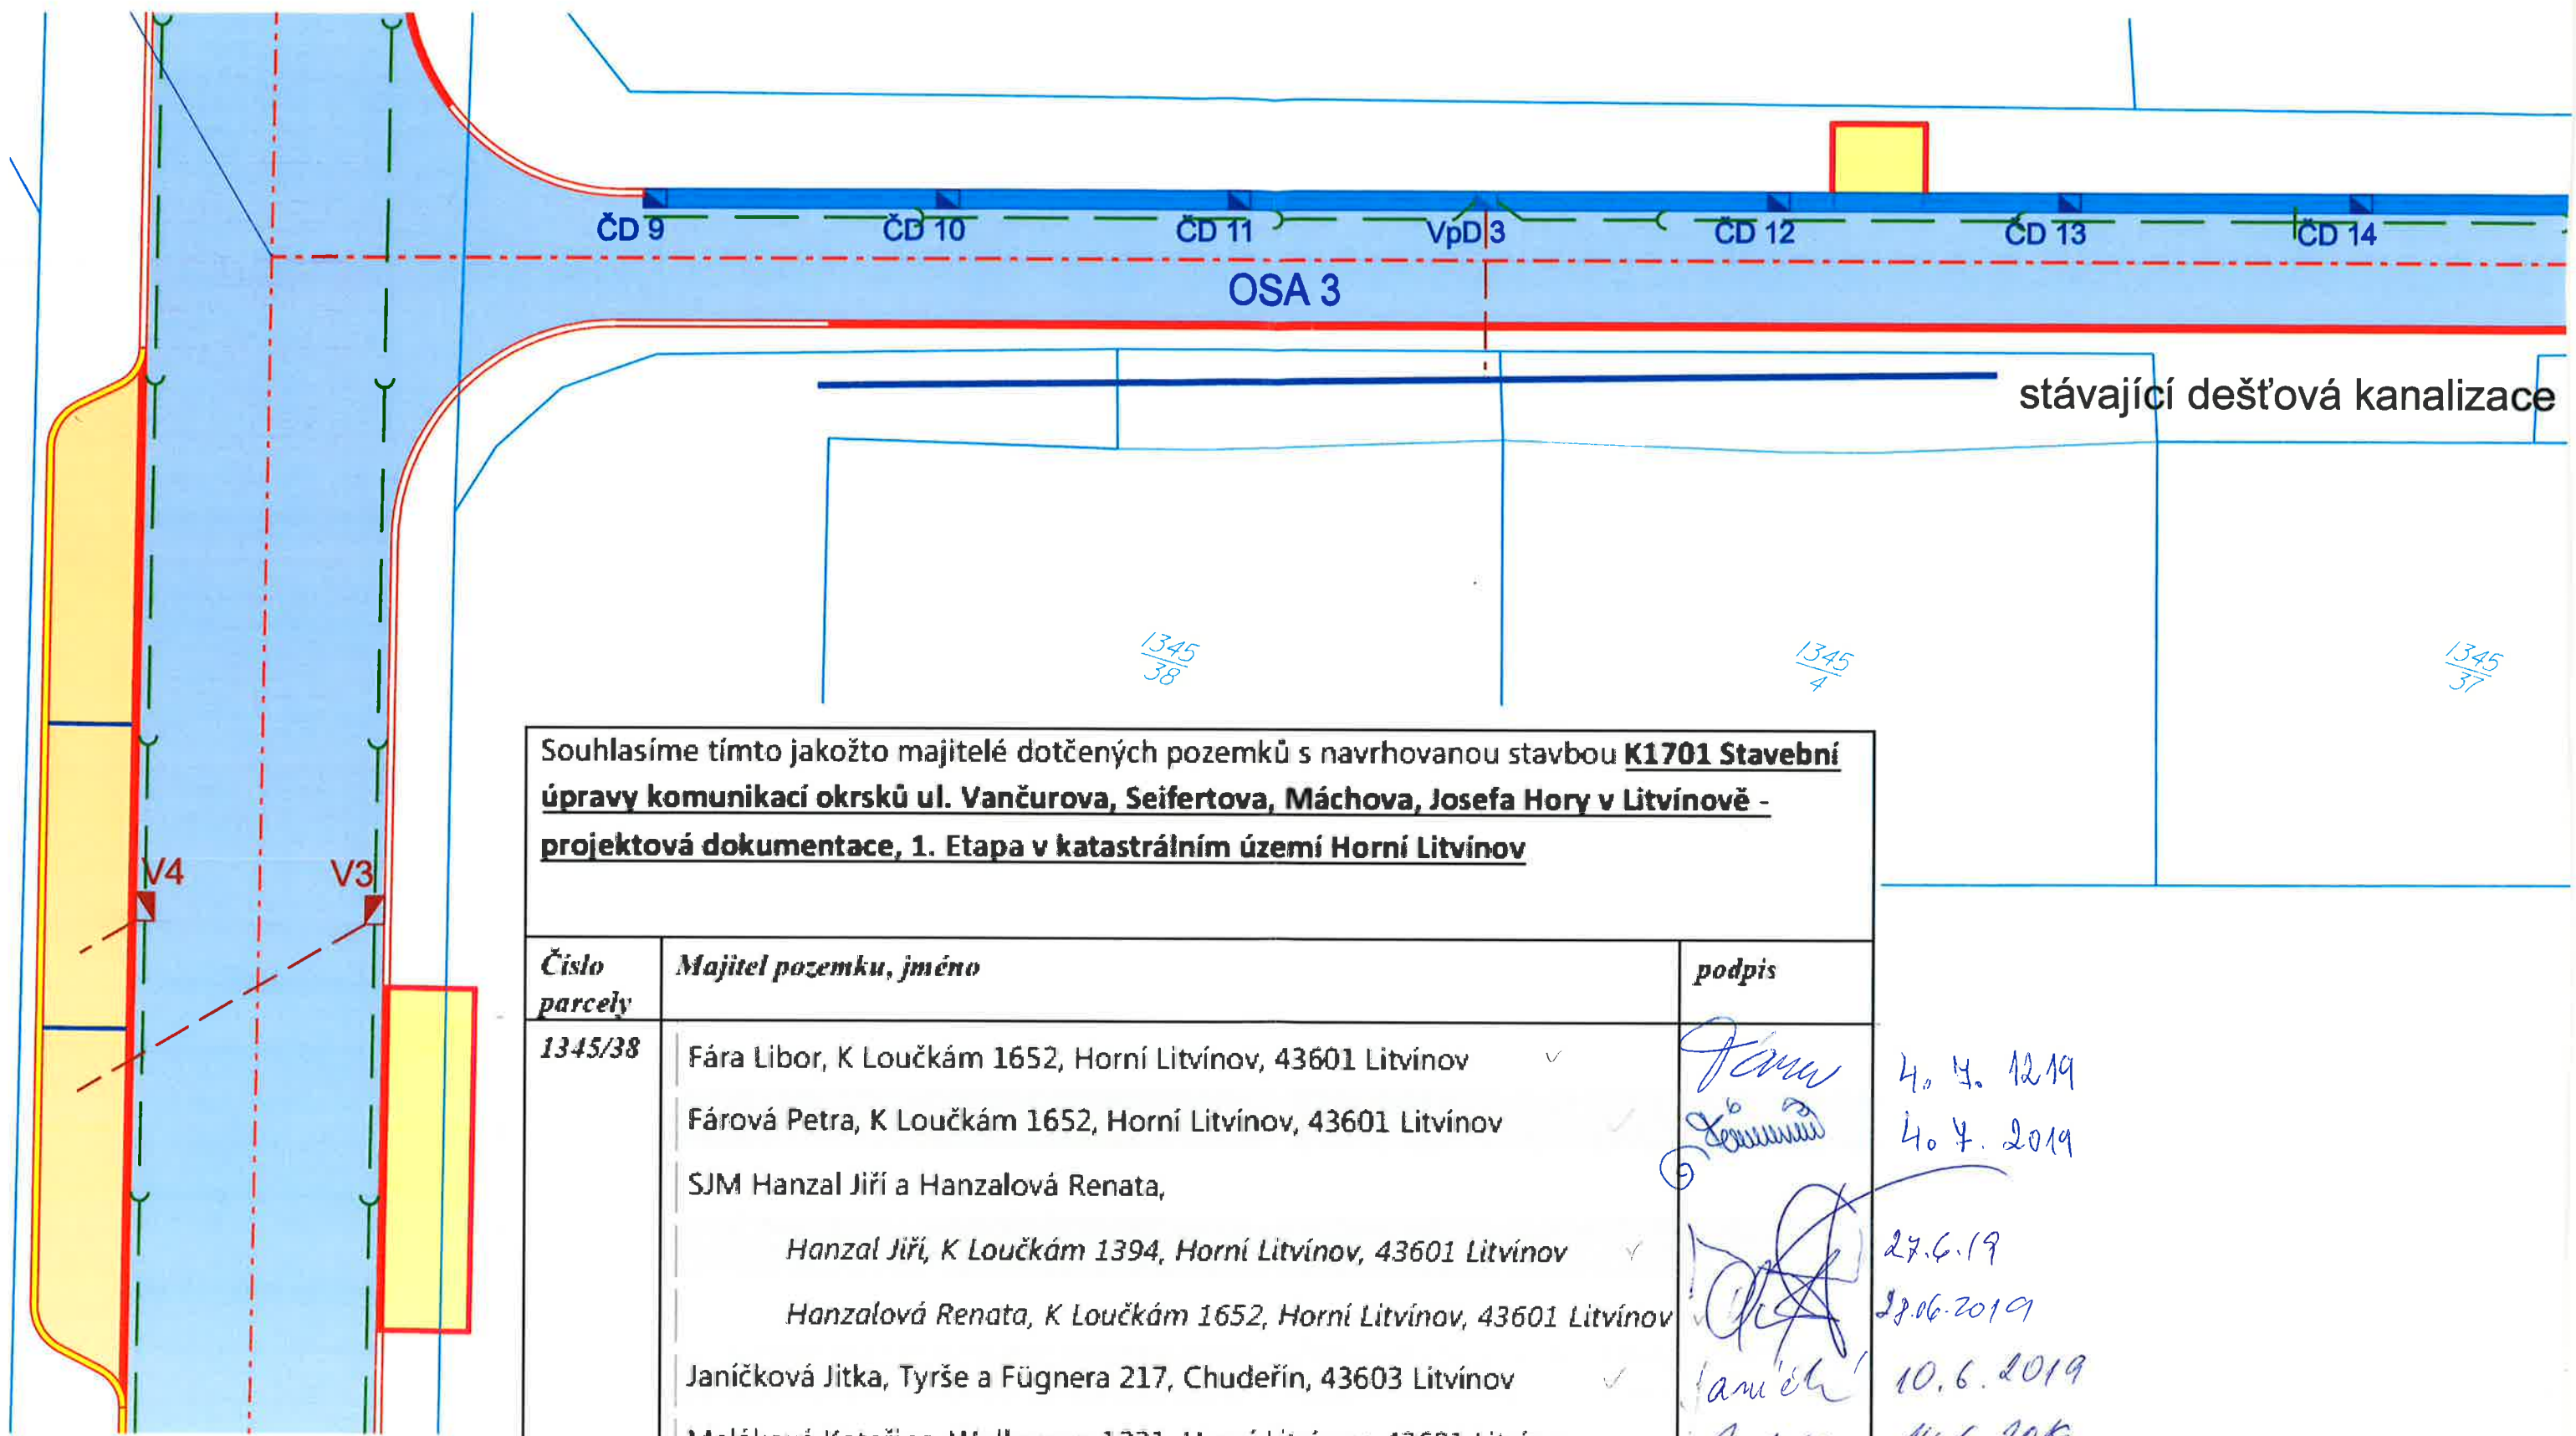 ČD 9
ČD 10
ČD 11
VpD 3
ČD 12
ČD 13
ČD 14
OSA 3
stávající dešťová kanalizace
1345
38
1345
4
1345
37
V4
V3
Souhlasíme tímto jakožto majitelé dotčených pozemků s navrhovanou stavbou K1701 Stavební
úpravy komunikací okrsků ul. Vančurova, Seifertova, Máchova, Josefa Hory v Litvínově -
projektová dokumentace, 1. Etapa v katastrálním území Horní Litvínov
Číslo
parcely
Majitel pozemku, jméno
podpis
1345/38
Fára Libor, K Loučkám 1652, Horní Litvínov, 43601 Litvínov
4. 7. 1219
Fárová Petra, K Loučkám 1652, Horní Litvínov, 43601 Litvínov
4. 7. 2019
SJM Hanzal Jiří a Hanzalová Renata,
Hanzal Jiří, K Loučkám 1394, Horní Litvínov, 43601 Litvínov
27.6.19
Hanzalová Renata, K Loučkám 1652, Horní Litvínov, 43601 Litvínov
28.06.2019
Janíčková Jitka, Tyrše a Fügnera 217, Chudeřín, 43603 Litvínov
10.6.2019